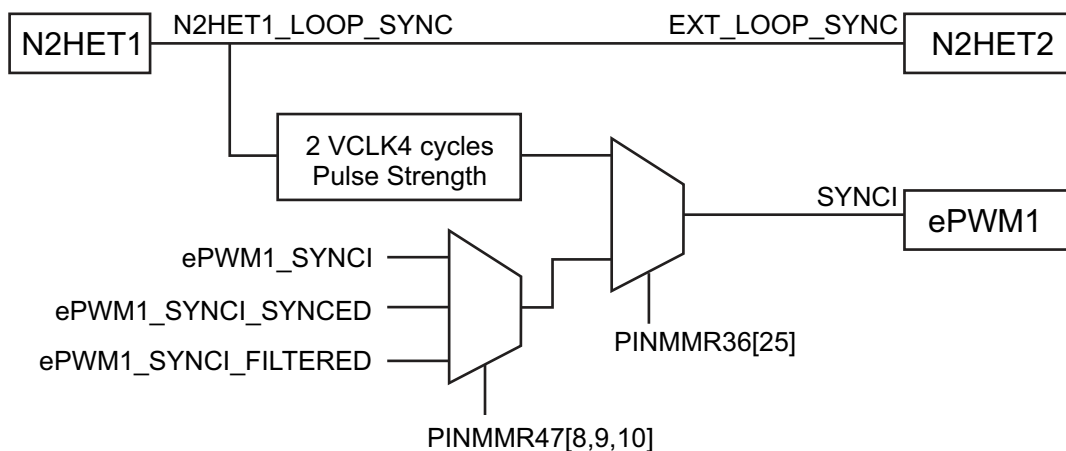 N2HET1
N2HET1_LOOP_SYNC
EXT_LOOP_SYNC
N2HET2
2 VCLK4 cycles
Pulse Strength
SYNCI
ePWM1
ePWM1_SYNCI
ePWM1_SYNCI_SYNCED
ePWM1_SYNCI_FILTERED
PINMMR36[25]
PINMMR47[8,9,10]